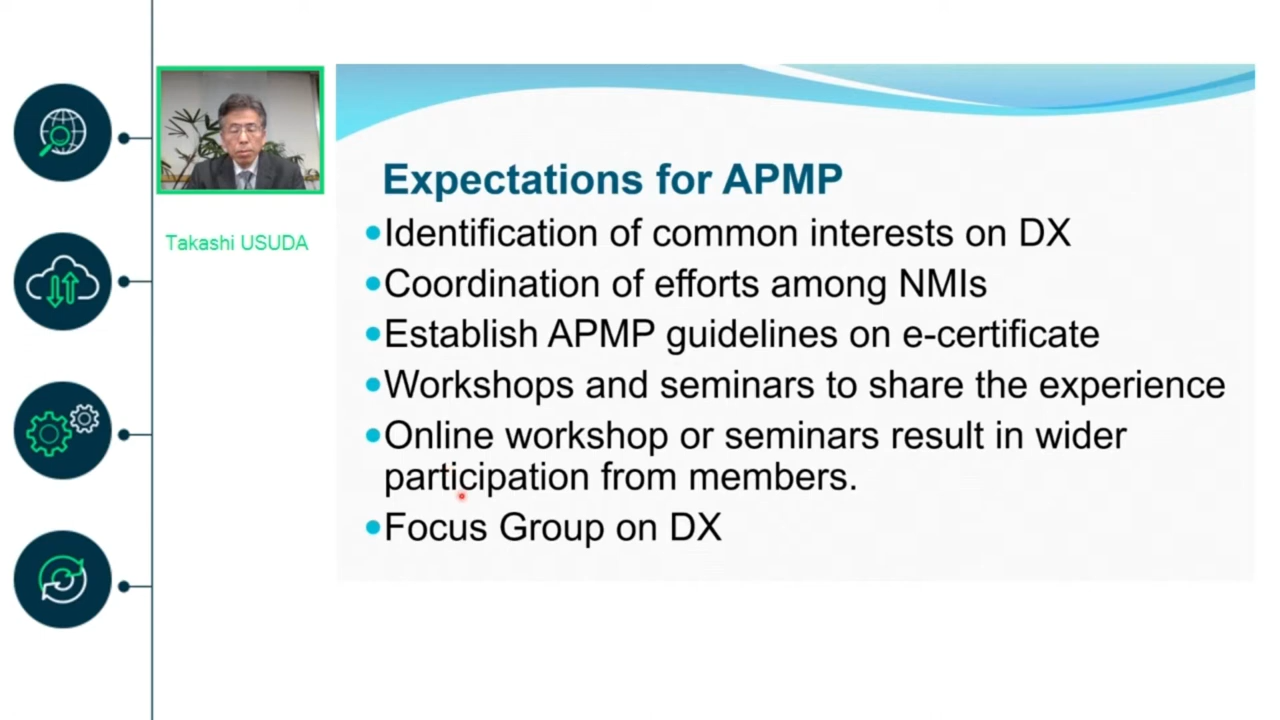 Takashi USUDA
Expectations for APMP
•Identification of common interests on DX
•Coordination of efforts among NMIs
•Establish APMP guidelines on e-certificate
•Workshops and seminars to share the experience
•Online workshop or seminars result in wider
participation from members.
•Focus Group on DX